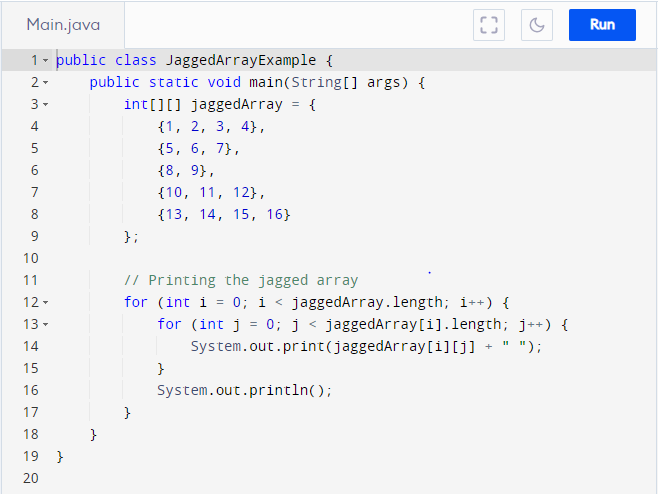 Main.java
Run
1 public class JaggedArrayExample {
2     public static void main(String[] args) {
3         int[][] jaggedArray = {
4             {1, 2, 3, 4},
5             {5, 6, 7},
6             {8, 9},
7             {10, 11, 12},
8             {13, 14, 15, 16}
9         };
10
11         // Printing the jagged array
12         for (int i = 0; i < jaggedArray.length; i++) {
13             for (int j = 0; j < jaggedArray[i].length; j++) {
14                 System.out.print(jaggedArray[i][j] + " ");
15             }
16             System.out.println();
17         }
18     }
19 }
20